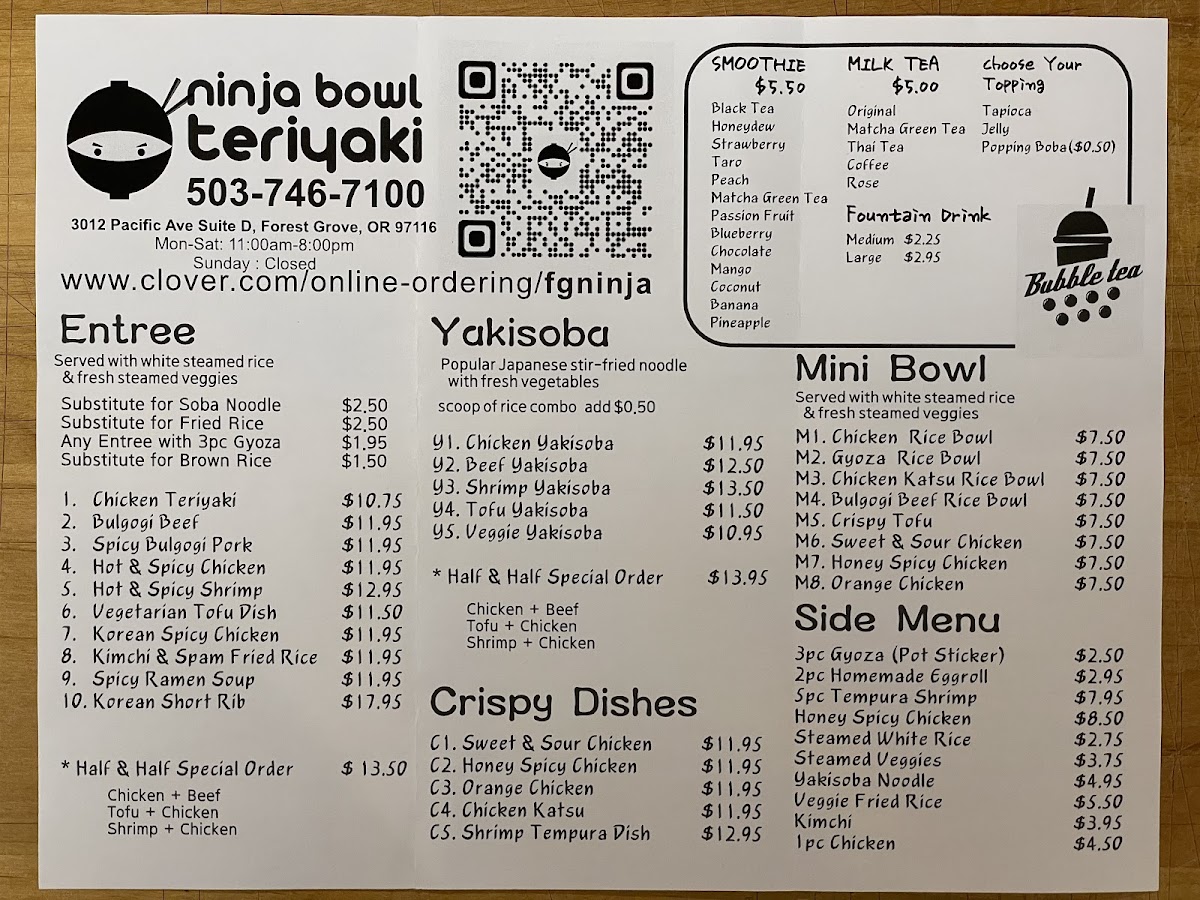 ninja bowl
teriyaki
503-746-7100
3012 Pacific Ave Suite D, Forest Grove, OR 97116
Mon-Sat: 11:00am-8:00pm
Sunday : Closed
www.clover.com/online-ordering/fgninja
SMOOTHIE
$5.50
Black Tea
Honeydew
Strawberry
Taro
Peach
Matcha Green Tea
Passion Fruit
Blueberry
Chocolate
Mango
Coconut
Banana
Pineapple
MILK TEA
$5.00
Original
Matcha Green Tea
Thai Tea
Coffee
Rose
Fountain Drink
Medium $2.25
Large $2.95
Choose Your
Topping
Tapioca
Jelly
Popping Boba($0.50)
Bubble tea
Entree
Served with white steamed rice
& fresh steamed veggies
Substitute for Soba Noodle $2.50
Substitute for Fried Rice $2.50
Any Entree with 3pc Gyoza $1.95
Substitute for Brown Rice $1.50
1. Chicken Teriyaki $10.75
2. Bulgogi Beef $11.95
3. Spicy Bulgogi Pork $11.95
4. Hot & Spicy Chicken $11.95
5. Hot & Spicy Shrimp $12.95
6. Vegetarian Tofu Dish $11.50
7. Korean Spicy Chicken $11.95
8. Kimchi & Spam Fried Rice $11.95
9. Spicy Ramen Soup $11.95
10. Korean Short Rib $17.95
* Half & Half Special Order $ 13.50
Chicken + Beef
Tofu + Chicken
Shrimp + Chicken
Yakisoba
Popular Japanese stir-fried noodle
with fresh vegetables
scoop of rice combo add $0.50
Y1. Chicken Yakisoba $11.95
Y2. Beef Yakisoba $12.50
Y3. Shrimp Yakisoba $13.50
Y4. Tofu Yakisoba $11.50
Y5. Veggie Yakisoba $10.95
* Half & Half Special Order $13.95
Chicken + Beef
Tofu + Chicken
Shrimp + Chicken
Crispy Dishes
C1. Sweet & Sour Chicken $11.95
C2. Honey Spicy Chicken $11.95
C3. Orange Chicken $11.95
C4. Chicken Katsu $11.95
C5. Shrimp Tempura Dish $12.95
Mini Bowl
Served with white steamed rice
& fresh steamed veggies
M1. Chicken Rice Bowl $7.50
M2. Gyoza Rice Bowl $7.50
M3. Chicken Katsu Rice Bowl $7.50
M4. Bulgogi Beef Rice Bowl $7.50
M5. Crispy Tofu $7.50
M6. Sweet & Sour Chicken $7.50
M7. Honey Spicy Chicken $7.50
M8. Orange Chicken $7.50
Side Menu
3pc Gyoza (Pot Sticker) $2.50
2pc Homemade Eggroll $2.95
5pc Tempura Shrimp $7.95
Honey Spicy Chicken $8.50
Steamed White Rice $2.75
Steamed Veggies $3.75
Yakisoba Noodle $4.95
Veggie Fried Rice $5.50
Kimchi $3.95
1pc Chicken $4.50